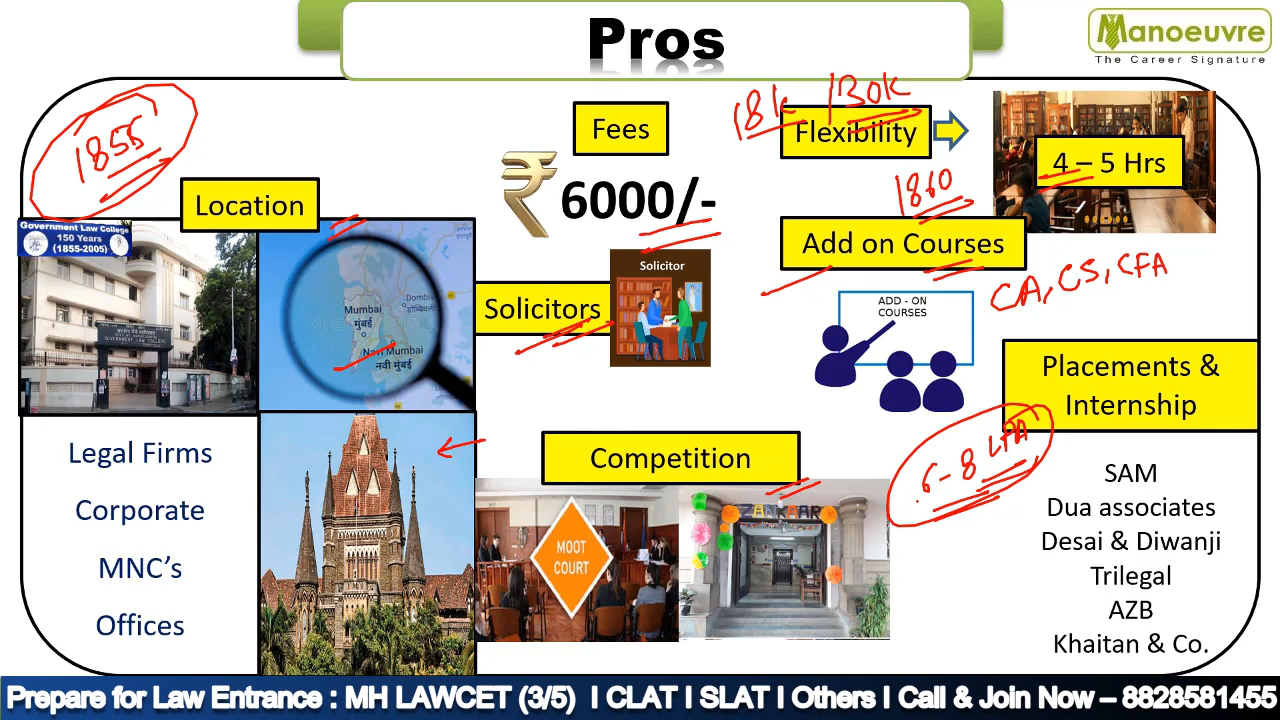 Pros
Manoeuvre
The Career Signature
1855
Location
Government Law College
150 Years
(1855-2005)
GOVERNMENT LAW COLLEGE
Mumbai
मुंबई
Navi Mumbai
नवी मुंबई
Legal Firms
Corporate
MNC’s
Offices
Fees
₹ 6000/-
Solicitors
Solicitor
Competition
MOOT
COURT
ZANKAAR
18k / 130k
Flexibility
4 – 5 Hrs
1860
Add on Courses
CA, CS, CFA
ADD - ON
COURSES
Placements &
Internship
6 - 8 LPA
SAM
Dua associates
Desai & Diwanji
Trilegal
AZB
Khaitan & Co.
Prepare for Law Entrance : MH LAWCET (3/5) I CLAT I SLAT I Others I Call & Join Now – 8828581455